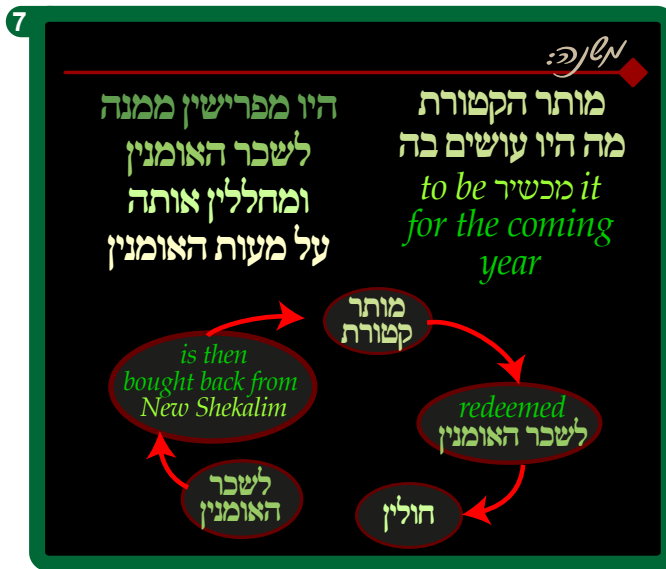 7
משנה:
מותר הקטורת
מה היו עושים בה
to be מכשיר it
for the coming
year
היו מפרישין ממנה
לשכר האומנין
ומחללין אותה
על מעות האומנין
מותר
קטורת
redeemed
לשכר האומנין
חולין
לשכר
האומנין
is then
bought back from
New Shekalim